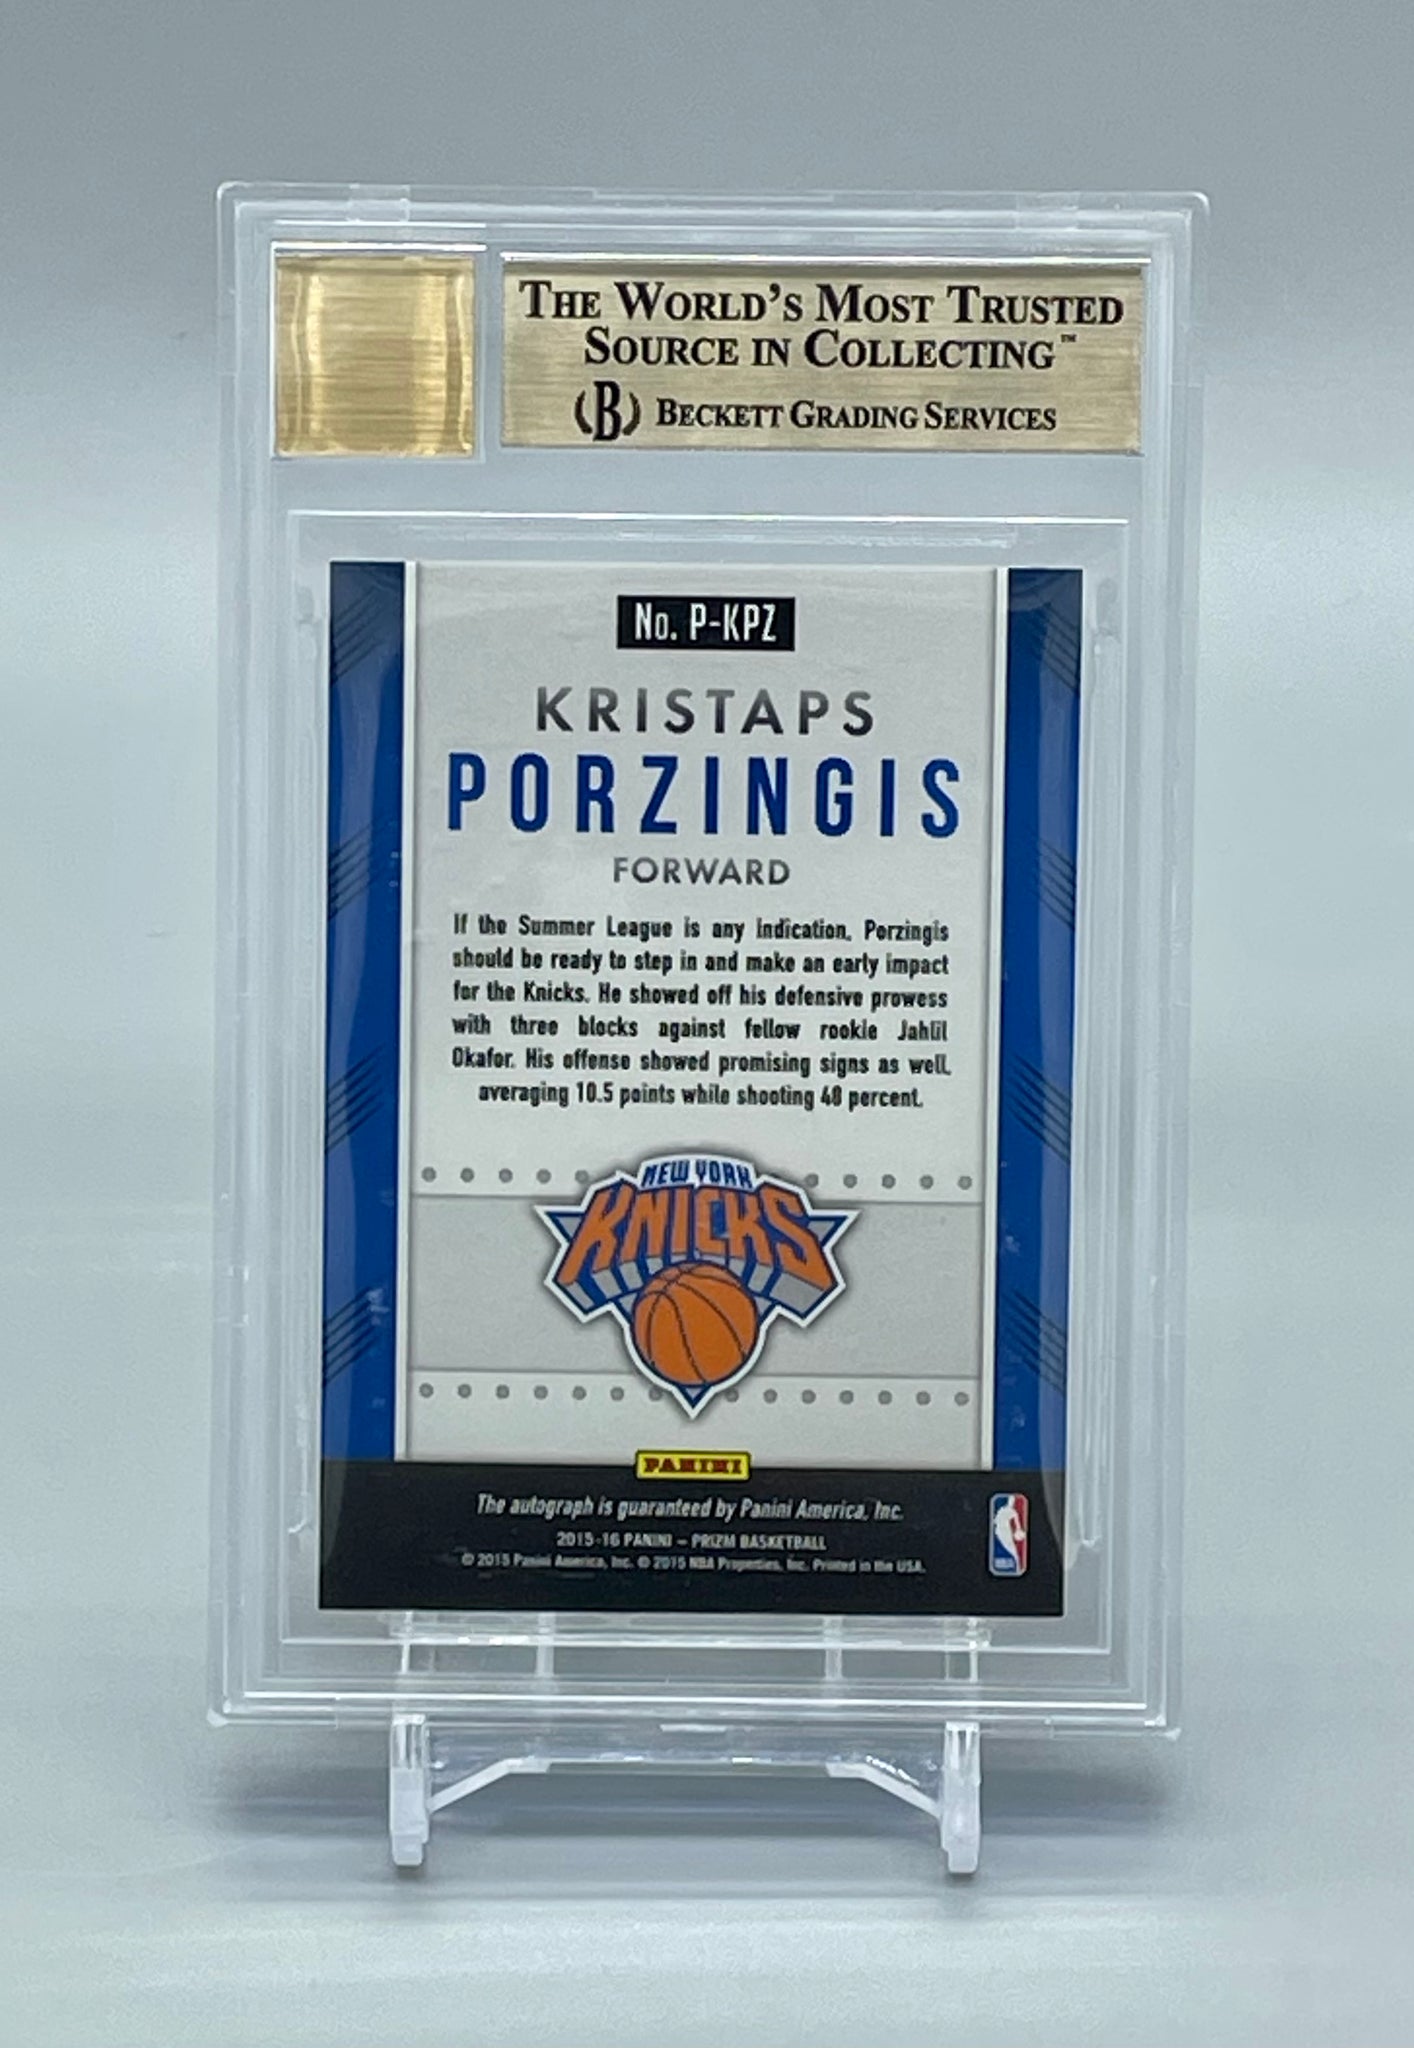 THE WORLD'S MOST TRUSTED
SOURCE IN COLLECTING™
(B) BECKETT GRADING SERVICES
No. P-KPZ
KRISTAPS
PORZINGIS
FORWARD
If the Summer League is any indication, Porzingis
should be ready to step in and make an early impact
for the Knicks. He showed off his defensive prowess
with three blocks against fellow rookie Jahlil
Okafor. His offense showed promising signs as well,
averaging 10.5 points while shooting 48 percent.
NEW YORK
KNICKS
PANINI
The autograph is guaranteed by Panini America, Inc.
2015-16 PANINI – PRIZM BASKETBALL
© 2015 Panini America, Inc. © 2015 NBA Properties, Inc. Printed in the USA.
NBA